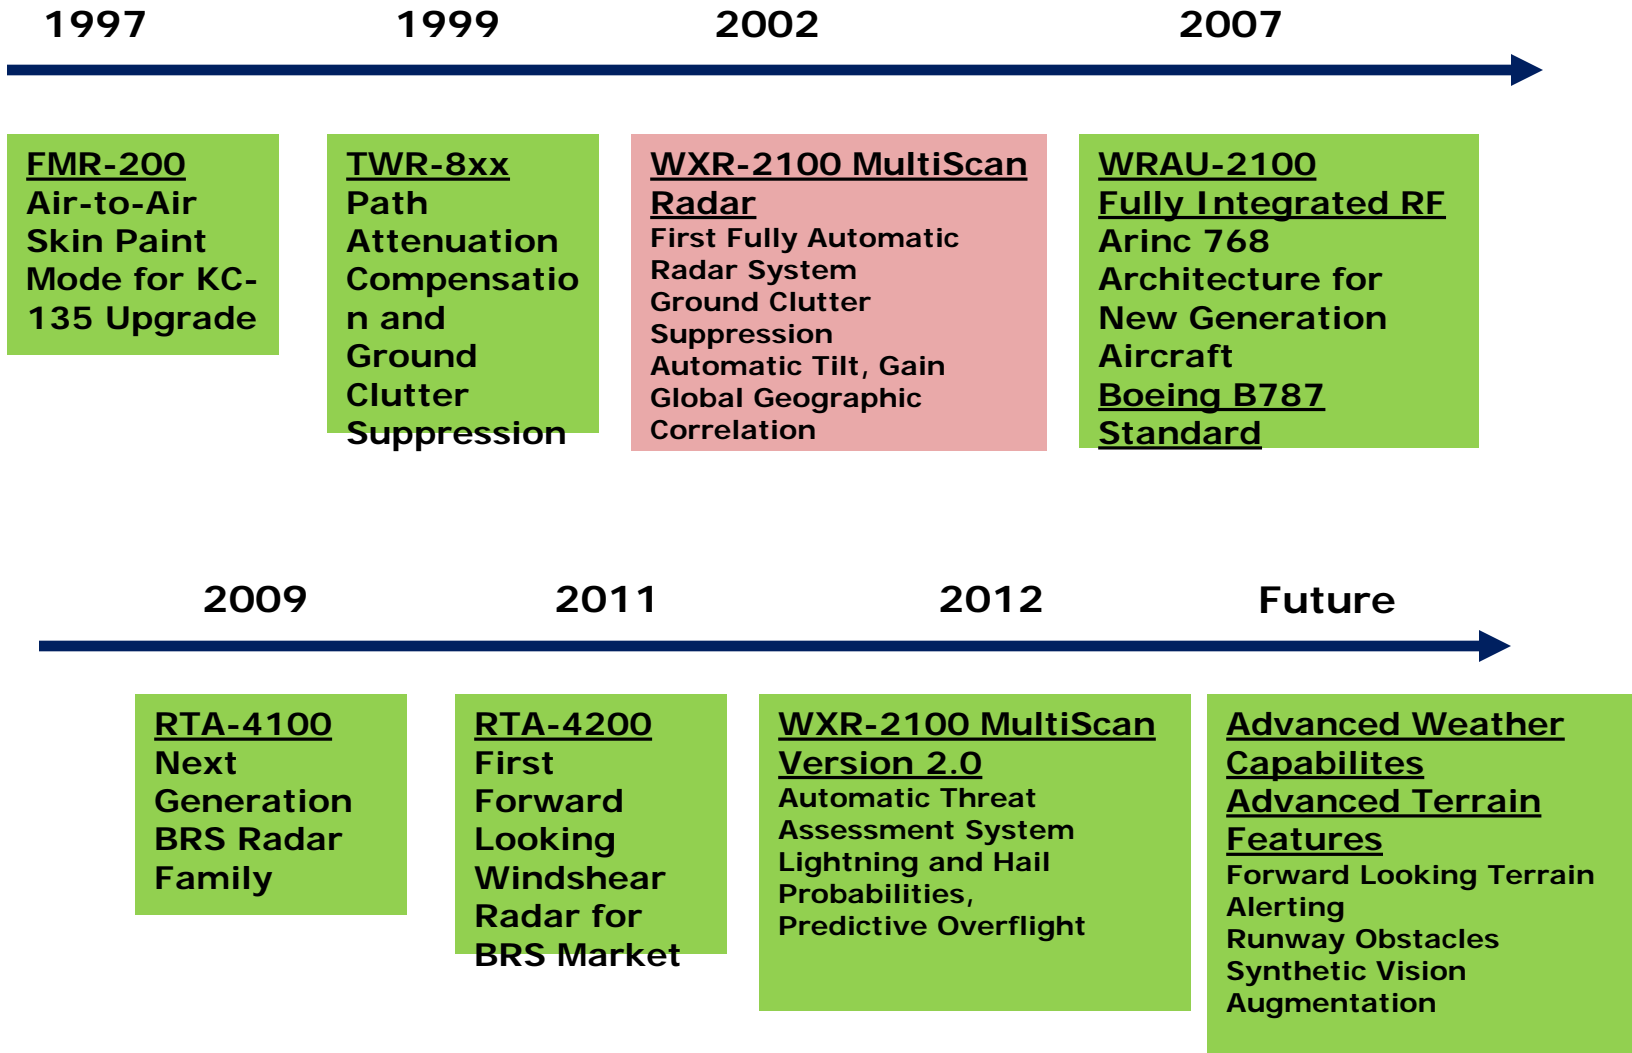 1997
1999
2002
2007
FMR-200
Air-to-Air
Skin Paint
Mode for KC-
135 Upgrade
TWR-8xx
Path
Attenuation
Compensatio
n and
Ground
Clutter
Suppression
WXR-2100 MultiScan
Radar
First Fully Automatic
Radar System
Ground Clutter
Suppression
Automatic Tilt, Gain
Global Geographic
Correlation
WRAU-2100
Fully Integrated RF
Arinc 768
Architecture for
New Generation
Aircraft
Boeing B787
Standard
2009
2011
2012
Future
RTA-4100
Next
Generation
BRS Radar
Family
RTA-4200
First
Forward
Looking
Windshear
Radar for
BRS Market
WXR-2100 MultiScan
Version 2.0
Automatic Threat
Assessment System
Lightning and Hail
Probabilities,
Predictive Overflight
Advanced Weather
Capabilites
Advanced Terrain
Features
Forward Looking Terrain
Alerting
Runway Obstacles
Synthetic Vision
Augmentation